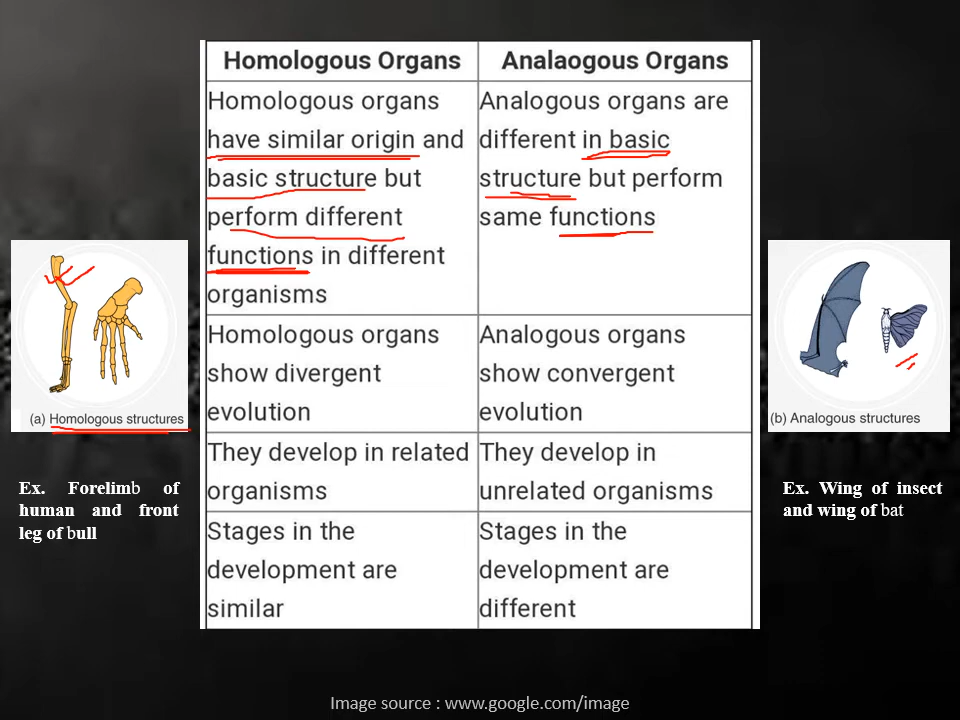 Homologous Organs
Analaogous Organs
Homologous organs
have similar origin and
basic structure but
perform different
functions in different
organisms
Analogous organs are
different in basic
structure but perform
same functions
Homologous organs
show divergent
evolution
Analogous organs
show convergent
evolution
They develop in related
organisms
They develop in
unrelated organisms
Stages in the
development are
similar
Stages in the
development are
different
(a) Homologous structures
Ex. Forelimb of
human and front
leg of bull
(b) Analogous structures
Ex. Wing of insect
and wing of bat
Image source : www.google.com/image